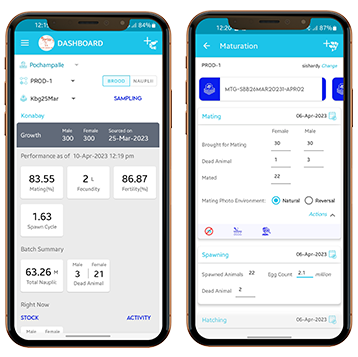 12:19
84%
DASHBOARD
Pochampalle
PROD-1
BROOD
NAUPLII
Kbg25Mar
SAMPLING
Konabay
Growth
Male
300
Female
300
Sourced on
25-Mar-2023
Performance as of 10-Apr-2023 12:19 pm
83.55
Mating(%)
2 L
Fecundity
86.87
Fertility(%)
1.63
Spawn Cycle
Batch Summary
63.26 M
Total Nauplii
Male
3
Female
21
Dead Animal
Right Now
STOCK
ACTIVITY
Male Female
12:20
87%
Maturation
PROD-1
Change
MTG-SBB26MAR20231-APR02
Mating
06-Apr-2023
Female Male
Brought for Mating 30 30
Dead Animal 1 3
Mated 22
Mating Photo Environment: Natural Reversal
Actions
Spawning
06-Apr-2023
Spawned Animals 22 Egg Count 2.1 million
Dead Animal 2
Hatching
06-Apr-2023